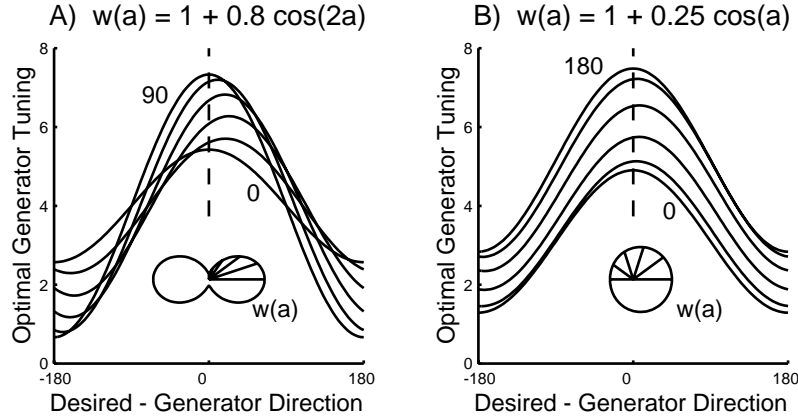 A) w(a) = 1 + 0.8 cos(2a)
Optimal Generator Tuning
8
6
4
2
0
90
0
w(a)
-180
0
180
Desired - Generator Direction
B) w(a) = 1 + 0.25 cos(a)
Optimal Generator Tuning
8
6
4
2
0
180
0
w(a)
-180
0
180
Desired - Generator Direction